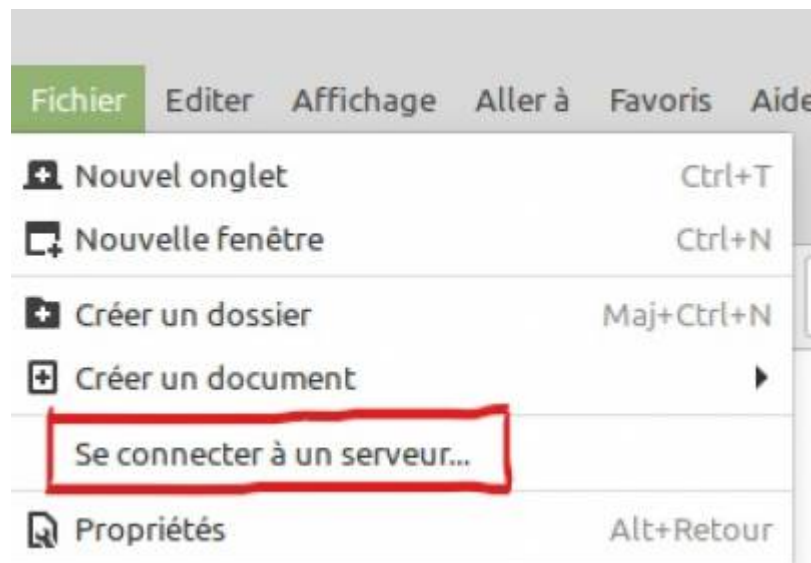 Fichier Editer Affichage Aller à Favoris Aide
Nouvel onglet Ctrl+T
Nouvelle fenêtre Ctrl+N
Créer un dossier Maj+Ctrl+N
Créer un document
Se connecter à un serveur...
Propriétés Alt+Retour